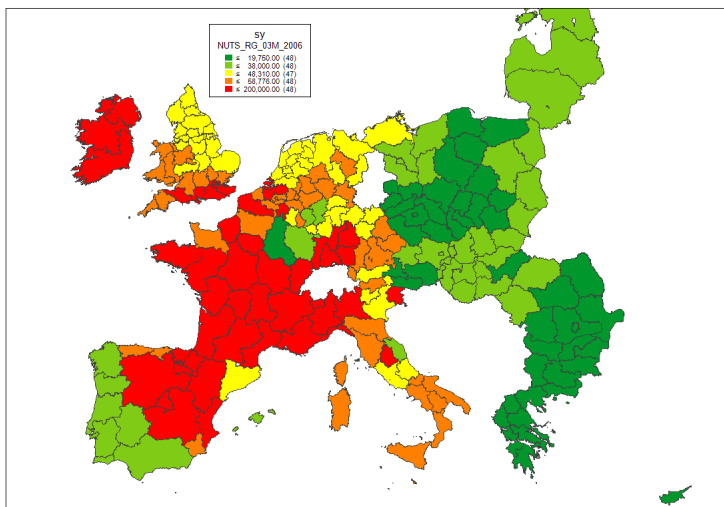 sy
NUTS_RG_03M_2006
≤ 19,750.00 (48)
≤ 38,000.00 (48)
≤ 48,310.00 (47)
≤ 58,776.00 (48)
≤ 200,000.00 (48)